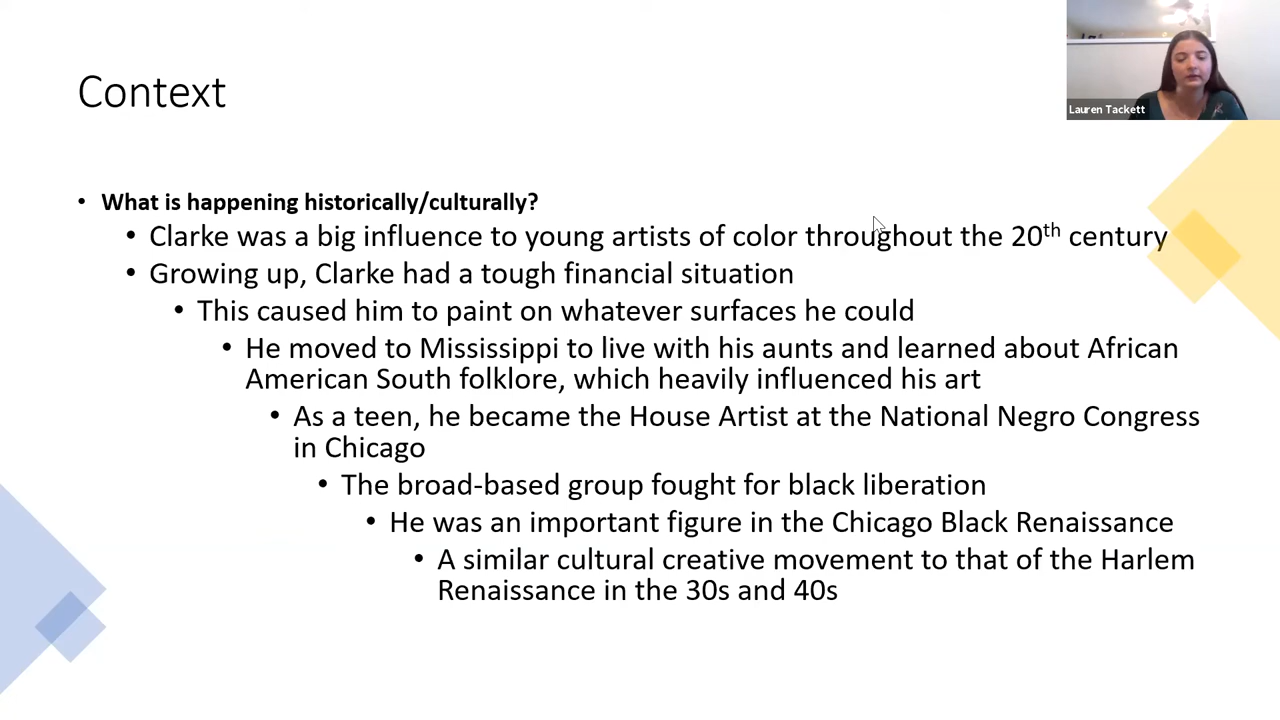 Context
Lauren Tackett
• What is happening historically/culturally?
• Clarke was a big influence to young artists of color throughout the 20th century
• Growing up, Clarke had a tough financial situation
• This caused him to paint on whatever surfaces he could
• He moved to Mississippi to live with his aunts and learned about African
American South folklore, which heavily influenced his art
• As a teen, he became the House Artist at the National Negro Congress
in Chicago
• The broad-based group fought for black liberation
• He was an important figure in the Chicago Black Renaissance
• A similar cultural creative movement to that of the Harlem
Renaissance in the 30s and 40s